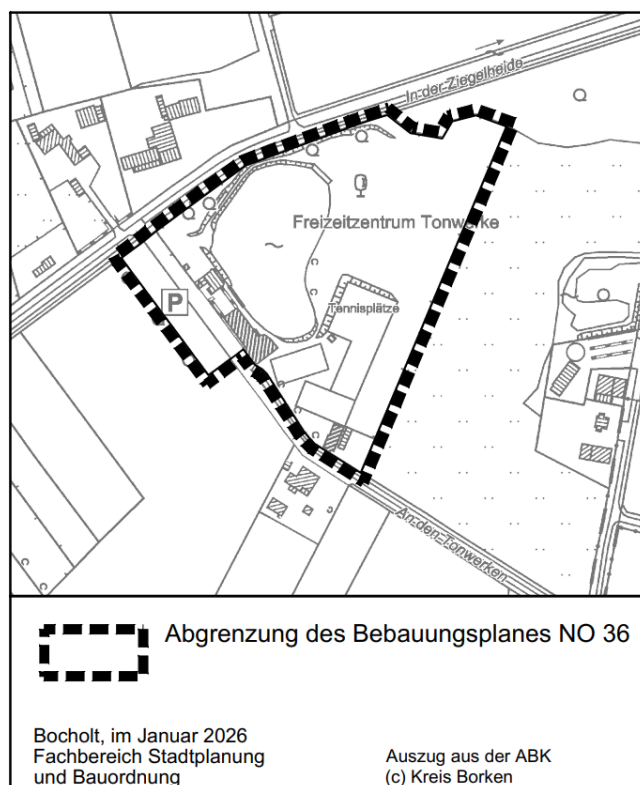 In der Ziegelheide
Freizeitzentrum Tonwerke
P
Tennisplätze
An den Tonwerken
Abgrenzung des Bebauungsplanes NO 36
Bocholt, im Januar 2026
Fachbereich Stadtplanung
und Bauordnung
Auszug aus der ABK
(c) Kreis Borken